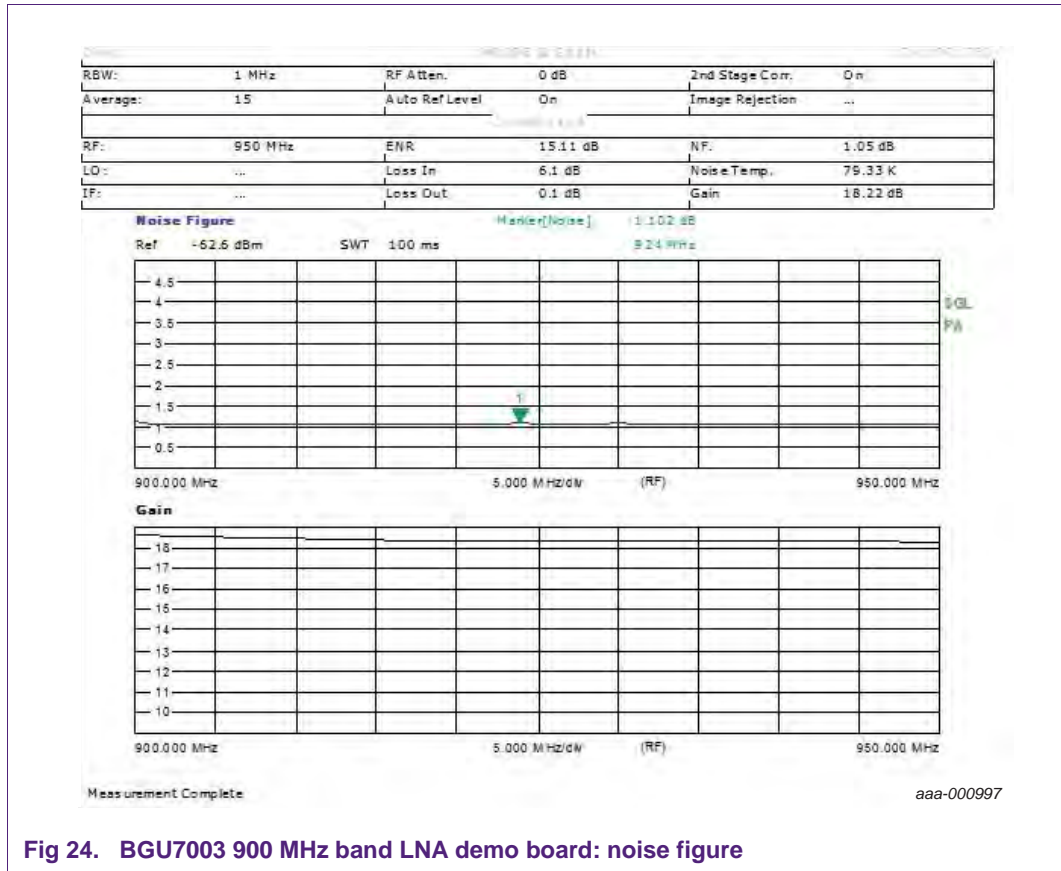 NOISE & GAIN
RBW: 1 MHz RF Atten. 0 dB 2nd Stage Corr. On
Average: 15 Auto Ref Level On Image Rejection ...
RF: 950 MHz ENR 15.11 dB NF. 1.05 dB
LO: ... Loss In 6.1 dB Noise Temp. 79.33 K
IF: ... Loss Out 0.1 dB Gain 18.22 dB
Noise Figure Marker[Noise] 1.102 dB
Ref -62.6 dBm SWT 100 ms 924 MHz
4.5
4
3.5
3
2.5
2
1.5
1
0.5
1
SGL
PA
900.000 MHz 5.000 MHz/div (RF) 950.000 MHz
Gain
18
17
16
15
14
13
12
11
10
900.000 MHz 5.000 MHz/div (RF) 950.000 MHz
Measurement Complete aaa-000997
Fig 24. BGU7003 900 MHz band LNA demo board: noise figure